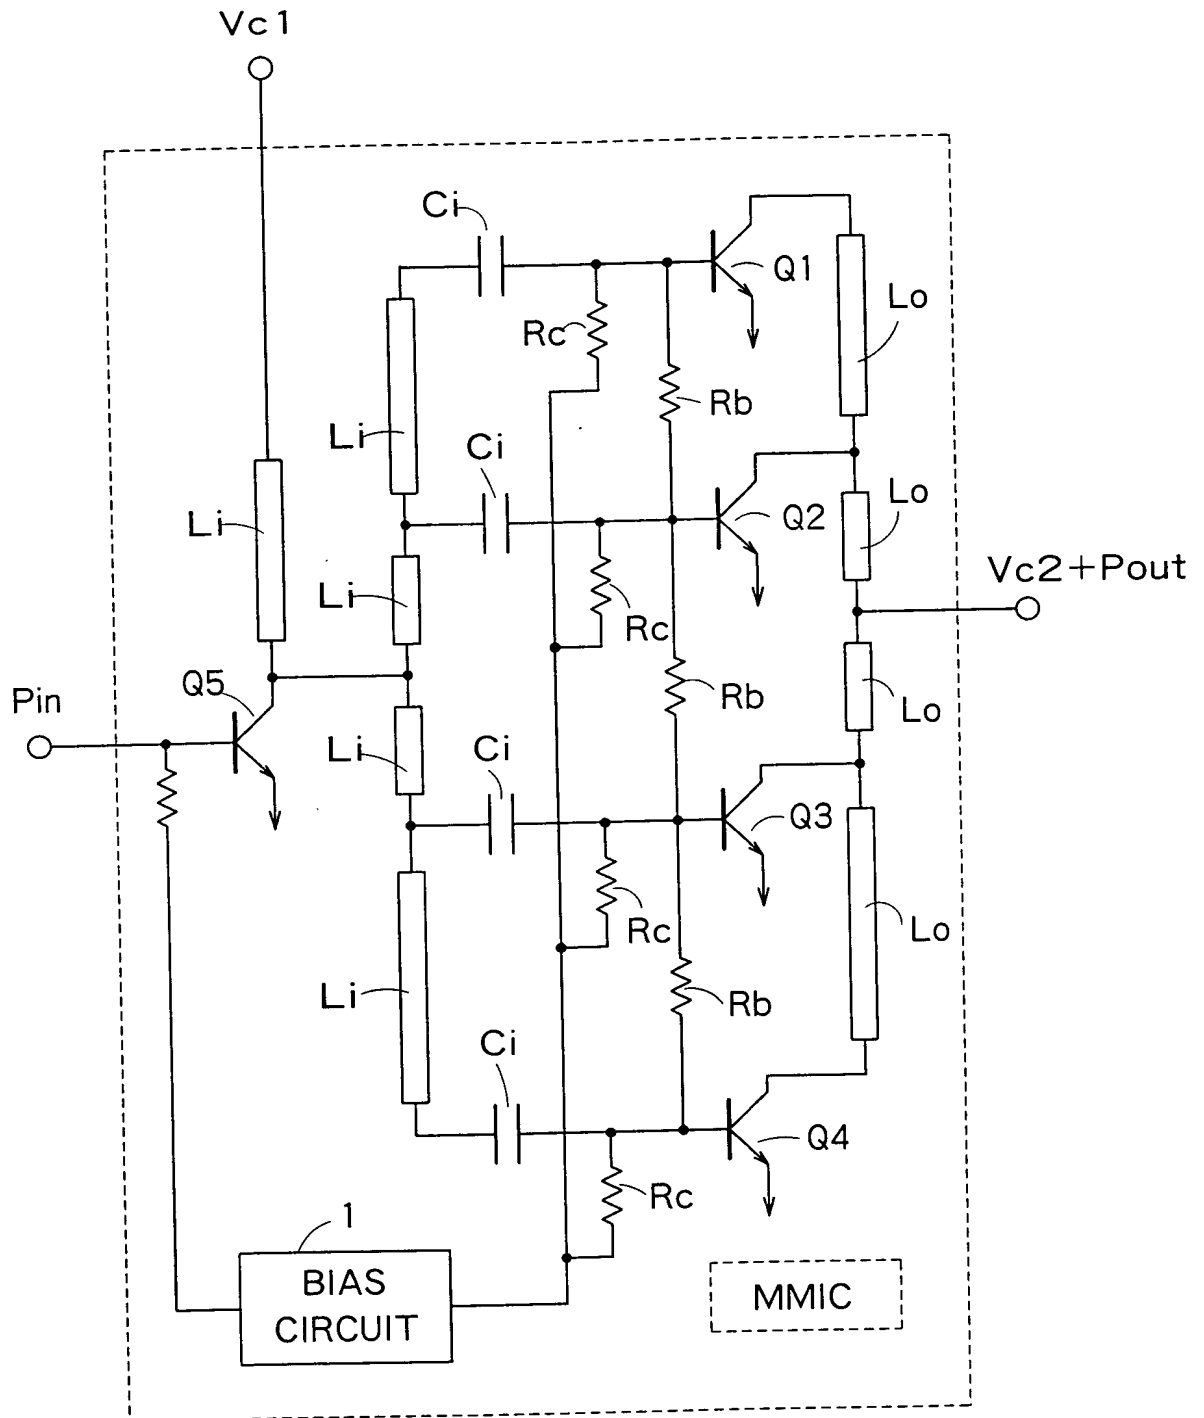 Vc1
Ci
Q1
Lo
Rc
Rb
Li
Ci
Lo
Li
Q2
Vc2+Pout
Li
Rc
Q5
Rb
Pin
Lo
Li
Ci
Q3
Rc
Lo
Li
Rb
Ci
Q4
Rc
1
BIAS
CIRCUIT
MMIC